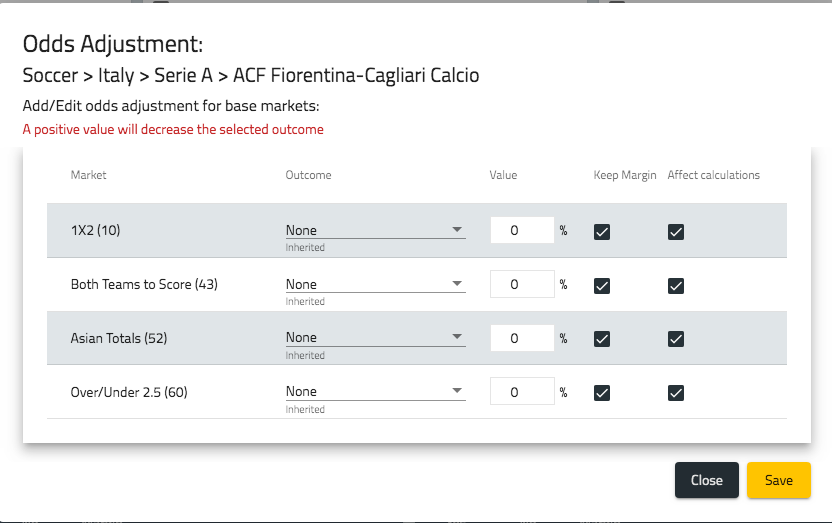 Odds Adjustment:
Soccer > Italy > Serie A > ACF Fiorentina-Cagliari Calcio
Add/Edit odds adjustment for base markets:
A positive value will decrease the selected outcome
Market Outcome Value Keep Margin Affect calculations
1X2 (10) None 0 %
Inherited
Both Teams to Score (43) None 0 %
Inherited
Asian Totals (52) None 0 %
Inherited
Over/Under 2.5 (60) None 0 %
Inherited
Close Save